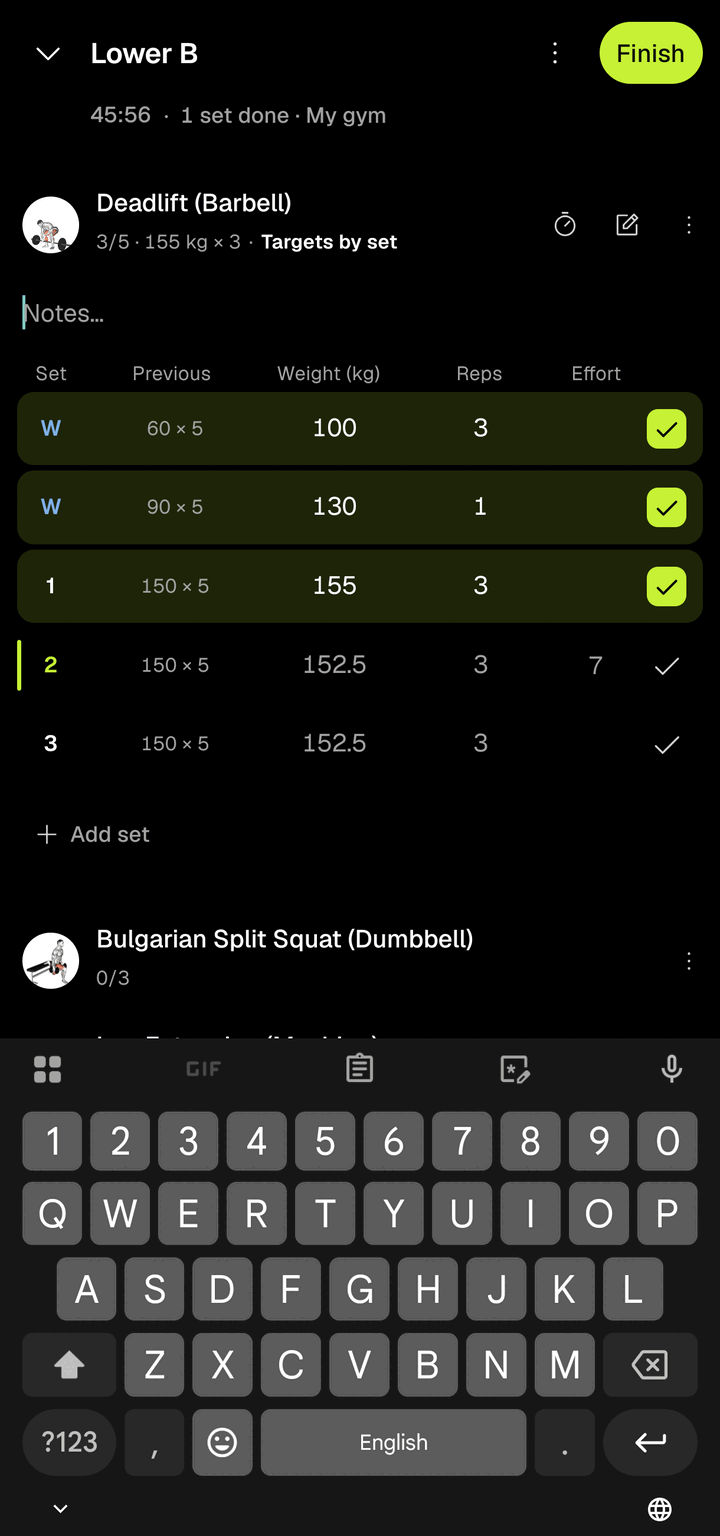 Lower B
Finish
45:56 · 1 set done · My gym
Deadlift (Barbell)
3/5 · 155 kg × 3 · Targets by set
Notes...
Set Previous Weight (kg) Reps Effort
W 60 × 5 100 3
W 90 × 5 130 1
1 150 × 5 155 3
2 150 × 5 152.5 3 7
3 150 × 5 152.5 3
+ Add set
Bulgarian Split Squat (Dumbbell)
0/3
GIF
1 2 3 4 5 6 7 8 9 0
Q W E R T Y U I O P
A S D F G H J K L
Z X C V B N M
?123 , English .